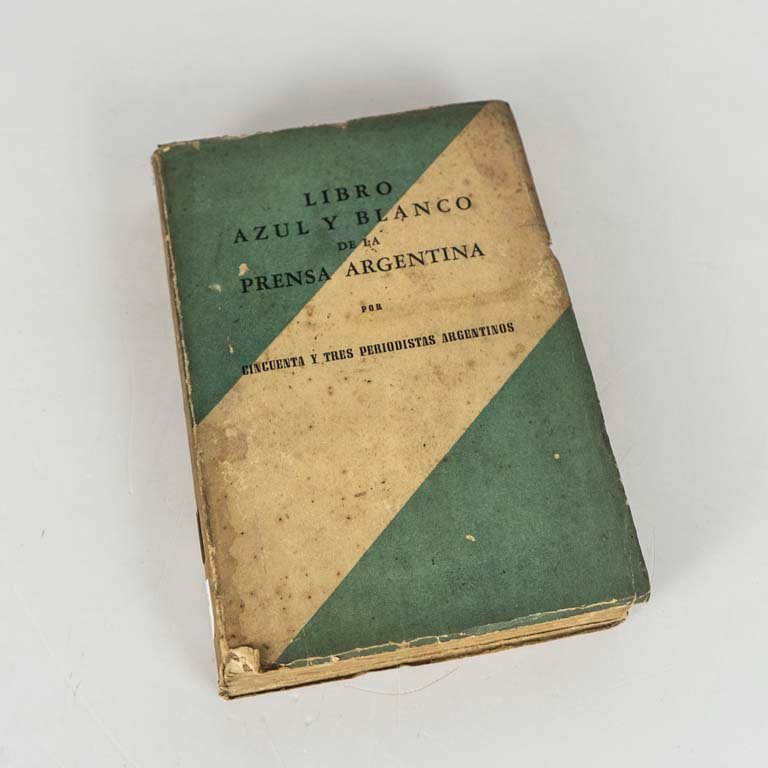 LIBRO
AZUL Y BLANCO
DE LA
PRENSA ARGENTINA
POR
CINCUENTA Y TRES PERIODISTAS ARGENTINOS